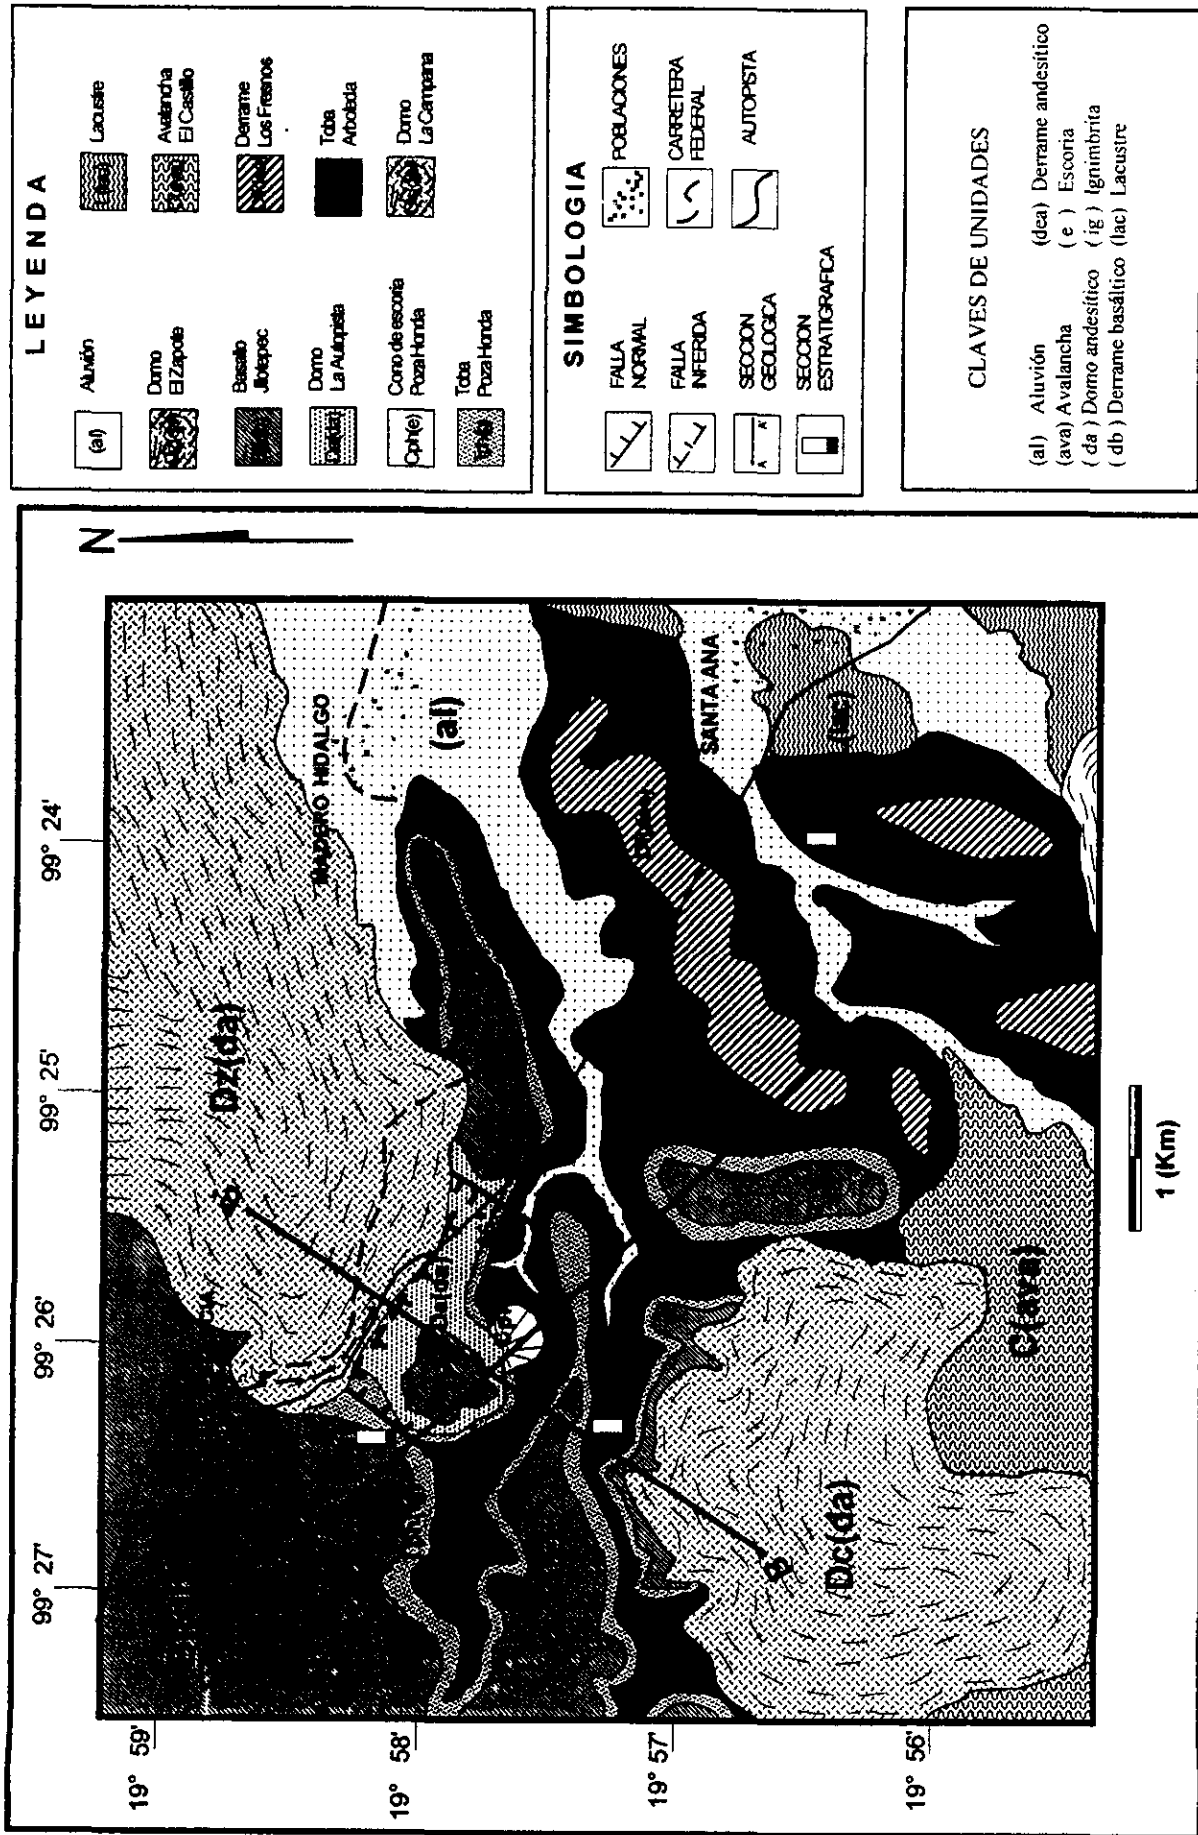 LEYENDA
(al)
Aluvión
Lacustre
Domo
El Zapote
Avalancha
El Castillo
Basalto
Jilotepec
Derrame
Los Fresnos
Domo
La Autopista
Toba
Arboleda
Cph(e)
Cono de escoria
Poza Honda
Domo
La Campana
Toba
Poza Honda
SIMBOLOGIA
FALLA
NORMAL
POBLACIONES
FALLA
INFERIDA
CARRETERA
FEDERAL
SECCION
GEOLOGICA
A A'
AUTOPISTA
SECCION
ESTRATIGRAFICA
CLAVES DE UNIDADES
(al) Aluvión (dea) Derrame andesítico
(ava) Avalancha ( e ) Escoria
( da ) Domo andesítico ( ig ) Ignimbrita
( db ) Derrame basáltico (lac) Lacustre
N
99° 27' 99° 26' 99° 25' 99° 24'
19° 59'
19° 58'
19° 57'
19° 56'
Dz(da)
MADERO HIDALGO
(al)
SANTA ANA
(lac)
Dc(da)
C(ava)
B
B'
1 (Km)